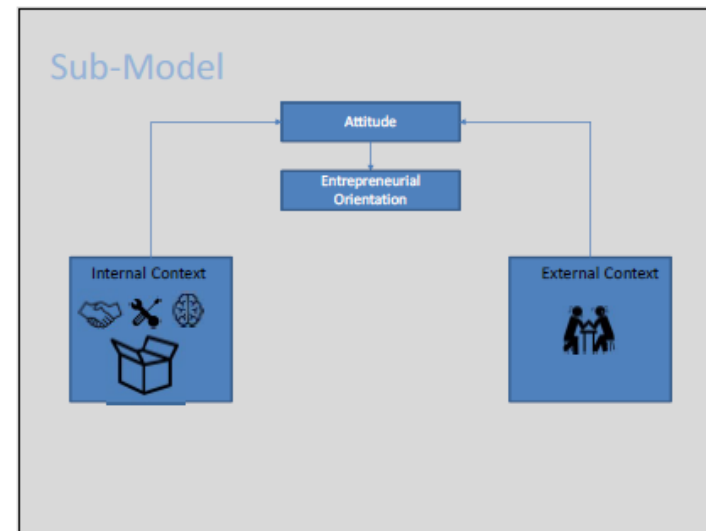 Sub-Model
Attitude
Entrepreneurial
Orientation
Internal Context
External Context